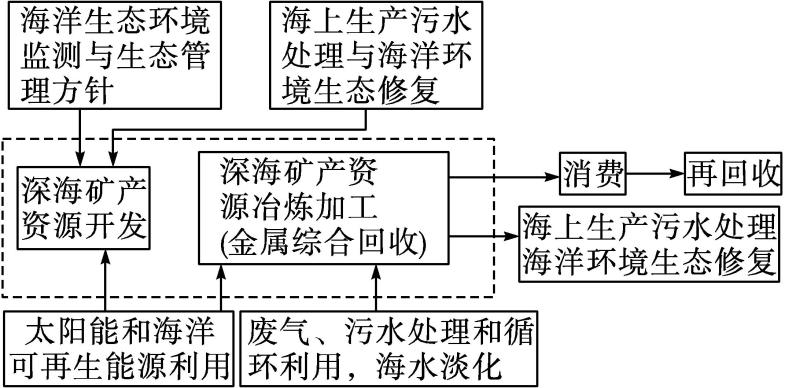 海洋生态环境
监测与生态管
理方针
海上生产污水
处理与海洋环
境生态修复
深海矿产
资源开发
深海矿产资
源冶炼加工
(金属综合回收)
消费
再回收
海上生产污水处理
海洋环境生态修复
太阳能和海洋
可再生能源利用
废气、污水处理和循
环利用，海水淡化